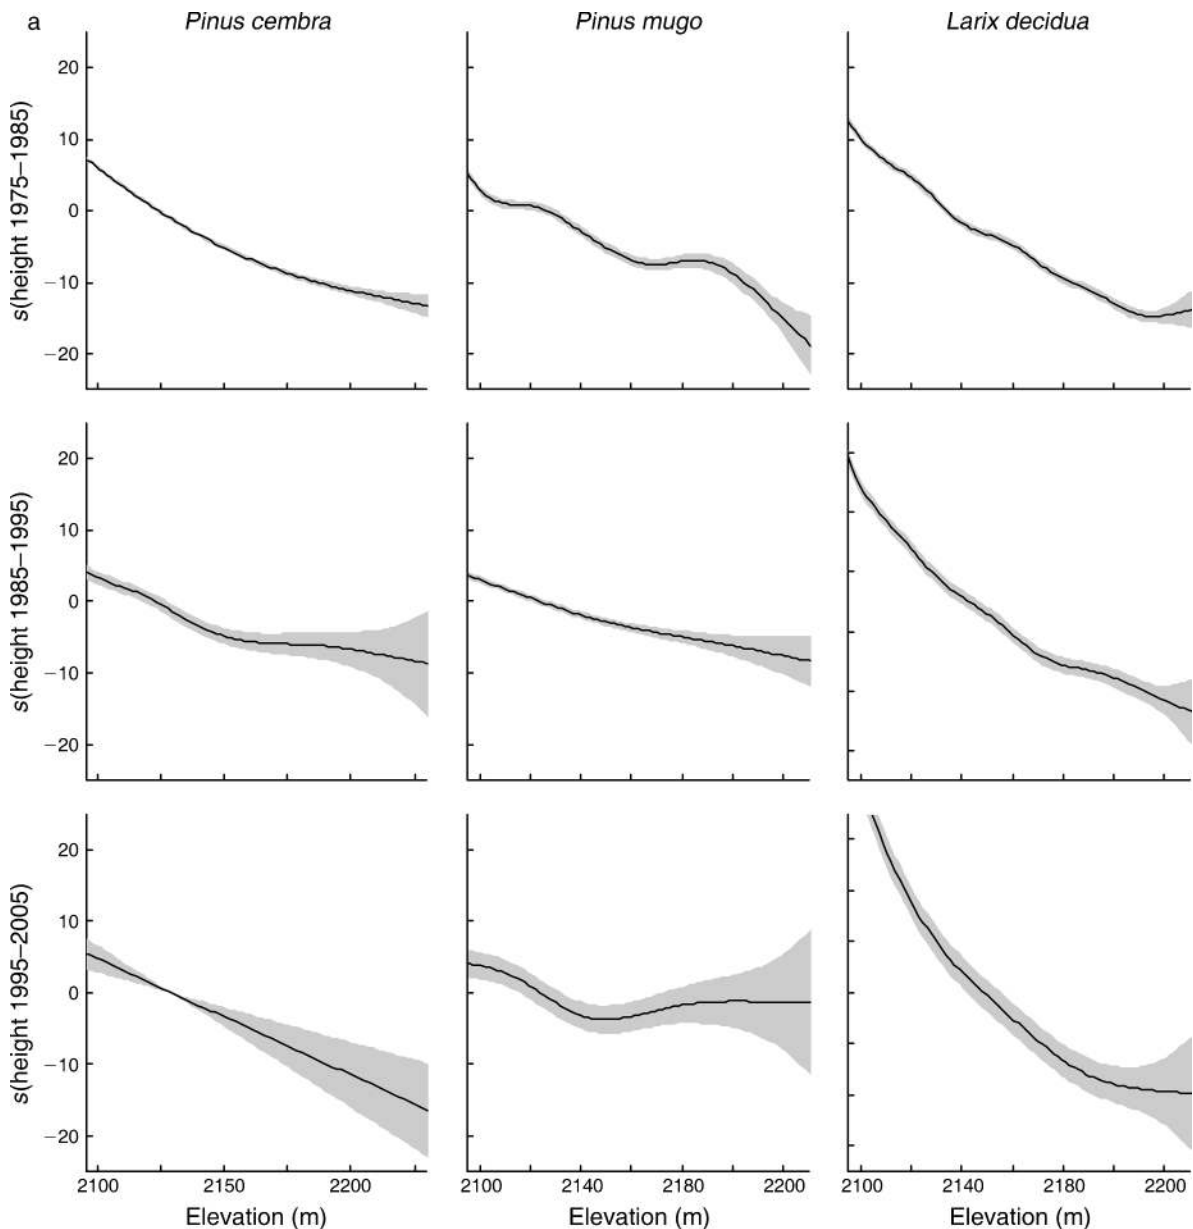 a
Pinus cembra Pinus mugo Larix decidua
s(height 1975–1985)
20
10
0
−10
−20
s(height 1985–1995)
20
10
0
−10
−20
s(height 1995–2005)
20
10
0
−10
−20
2100 2150 2200 2100 2140 2180 2200 2100 2140 2180 2200
Elevation (m) Elevation (m) Elevation (m)